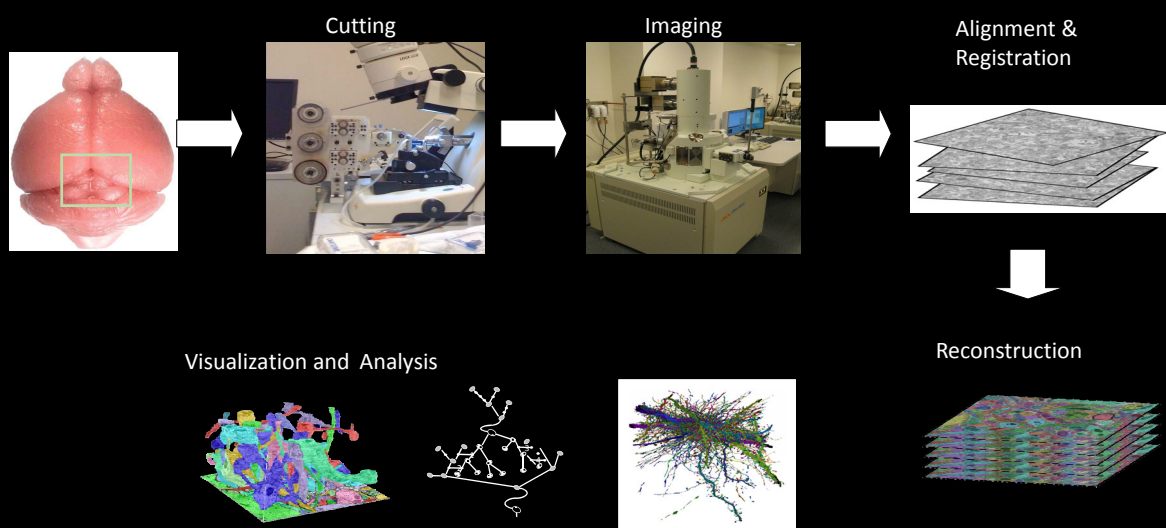 Cutting
Imaging
Alignment &
Registration
Reconstruction
Visualization and  Analysis